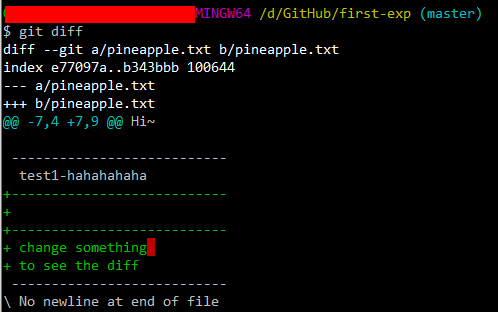 MINGW64 /d/GitHub/first-exp (master)
$ git diff
diff --git a/pineapple.txt b/pineapple.txt
index e77097a..b343bbb 100644
--- a/pineapple.txt
+++ b/pineapple.txt
@@ -7,4 +7,9 @@ Hi~

 ---------------------------
  test1-hahahahaha
+---------------------------
+
+---------------------------
+ change something
+ to see the diff
 ---------------------------
\ No newline at end of file